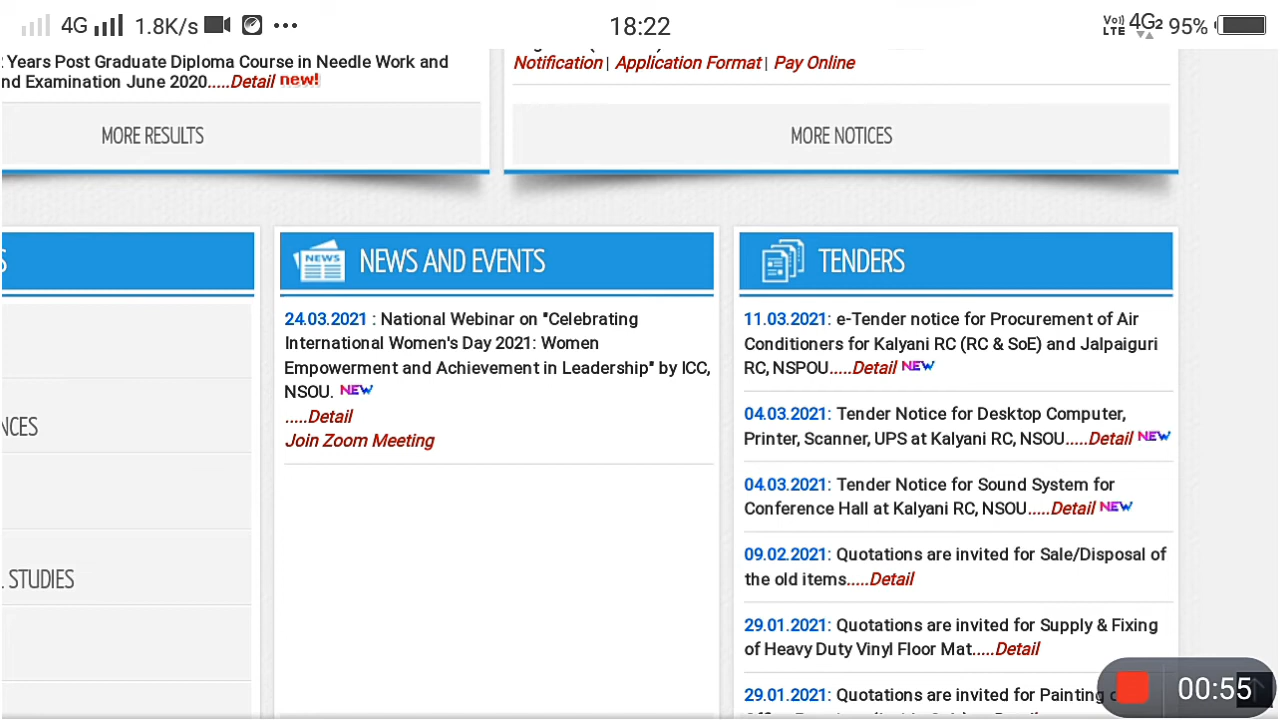 4G 1.8K/s 18:22 Vo) LTE 4G2 95%
Years Post Graduate Diploma Course in Needle Work and
nd Examination June 2020.....Detail new!
MORE RESULTS
Notification | Application Format | Pay Online
MORE NOTICES
S
NCES
STUDIES
NEWS
NEWS AND EVENTS
24.03.2021 : National Webinar on "Celebrating
International Women's Day 2021: Women
Empowerment and Achievement in Leadership" by ICC,
NSOU. NEW
.....Detail
Join Zoom Meeting
TENDERS
11.03.2021: e-Tender notice for Procurement of Air
Conditioners for Kalyani RC (RC & SoE) and Jalpaiguri
RC, NSPOU.....Detail NEW
04.03.2021: Tender Notice for Desktop Computer,
Printer, Scanner, UPS at Kalyani RC, NSOU.....Detail NEW
04.03.2021: Tender Notice for Sound System for
Conference Hall at Kalyani RC, NSOU.....Detail NEW
09.02.2021: Quotations are invited for Sale/Disposal of
the old items.....Detail
29.01.2021: Quotations are invited for Supply & Fixing
of Heavy Duty Vinyl Floor Mat.....Detail
29.01.2021: Quotations are invited for Painting
00:55